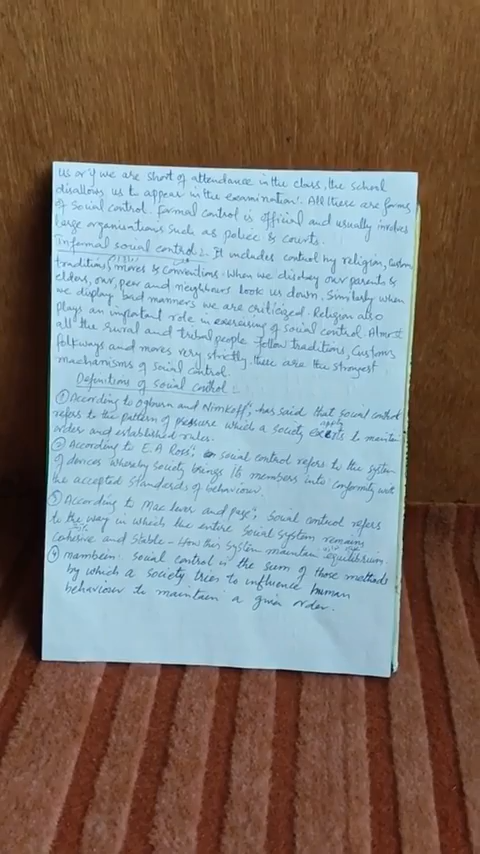 us or if we are short of attendance in the class, the school
disallows us to appear in the examination. All these are forms
of social control. Formal control is official and usually involves
large organizations such as police & courts.
Informal social control:- It includes control by religion, custom
traditions, mores & conventions. When we disobey our parents &
elders, our peer and neighbours look us down. Similarly when
we display bad manners we are criticized. Religion also
plays an important role in exercising of social control. Almost
all the rural and tribal people follow traditions, customs
folkways and mores very strictly. these are the strongest
mechanisms of social control.
Definitions of social control:
① According to Ogburn and Nimkoff, has said that social control
refers to the pattern of pressure which a society exerts apply to maintain
order and established rules.
② According to E.A Ross, social control refers to the system
of devices whereby society brings its members into conformity with
the accepted standards of behaviour.
③ According to Mac Iver and page, Social control refers
to the way in which the entire social system remains
cohesive and stable - How this system maintain equilibrium.
④ mamhein: social control is the sum of those methods
by which a society tries to influence human
behaviour to maintain a given order.